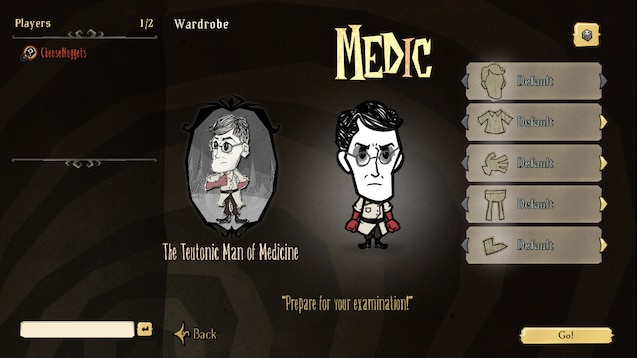 Players 1/2
CheeseNuggets
Wardrobe
MEDIC
Default
Default
Default
Default
Default
The Teutonic Man of Medicine
"Prepare for your examination!"
Back
Go!